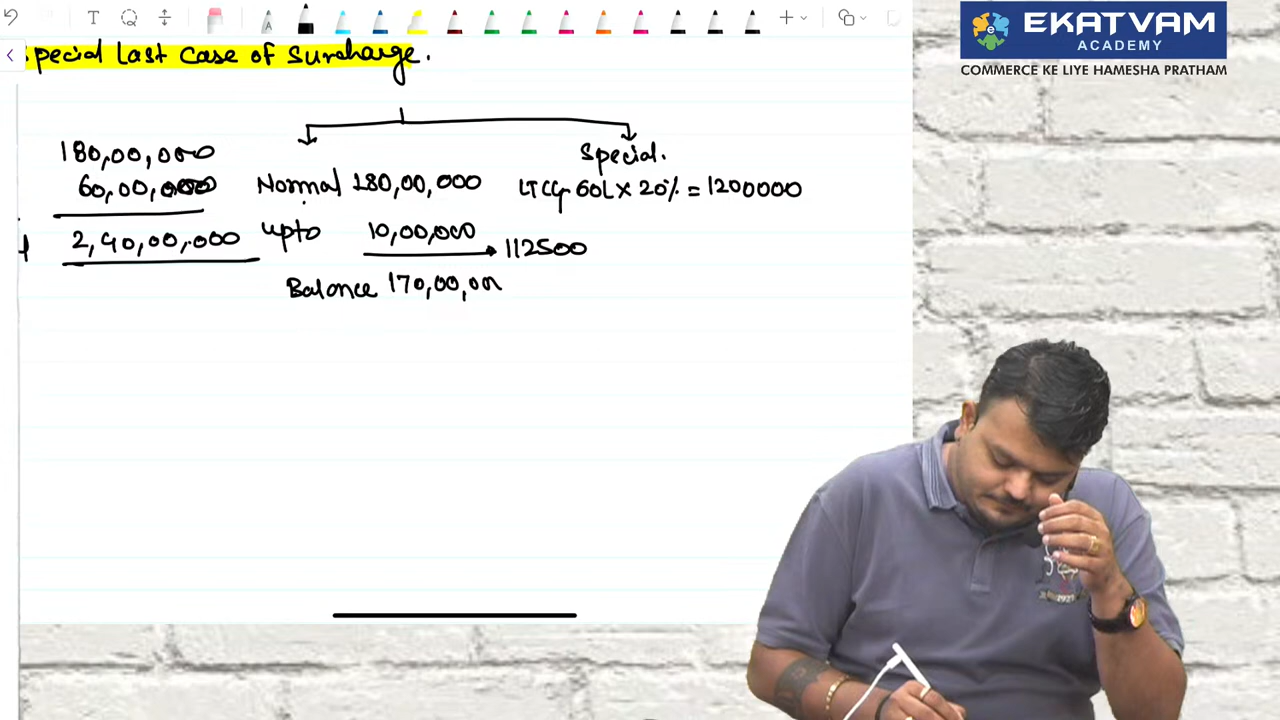 EKATVAM
ACADEMY
COMMERCE KE LIYE HAMESHA PRATHAM
pecial Last Case of Surcharge.
180,00,000
60,00,000
2,40,00,000
Normal 180,00,000
upto 10,00,000 112500
Balance 170,00,00
Special.
LTCG 60L X 20% = 1200000